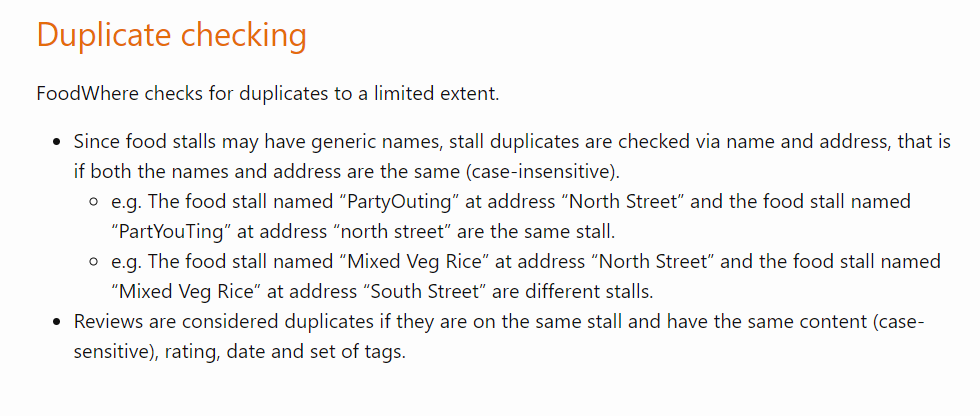 Duplicate checking
FoodWhere checks for duplicates to a limited extent.
• Since food stalls may have generic names, stall duplicates are checked via name and address, that is
if both the names and address are the same (case-insensitive).
◦ e.g. The food stall named “PartyOuting” at address “North Street” and the food stall named
“PartYouTing” at address “north street” are the same stall.
◦ e.g. The food stall named “Mixed Veg Rice” at address “North Street” and the food stall named
“Mixed Veg Rice” at address “South Street” are different stalls.
• Reviews are considered duplicates if they are on the same stall and have the same content (case-
sensitive), rating, date and set of tags.